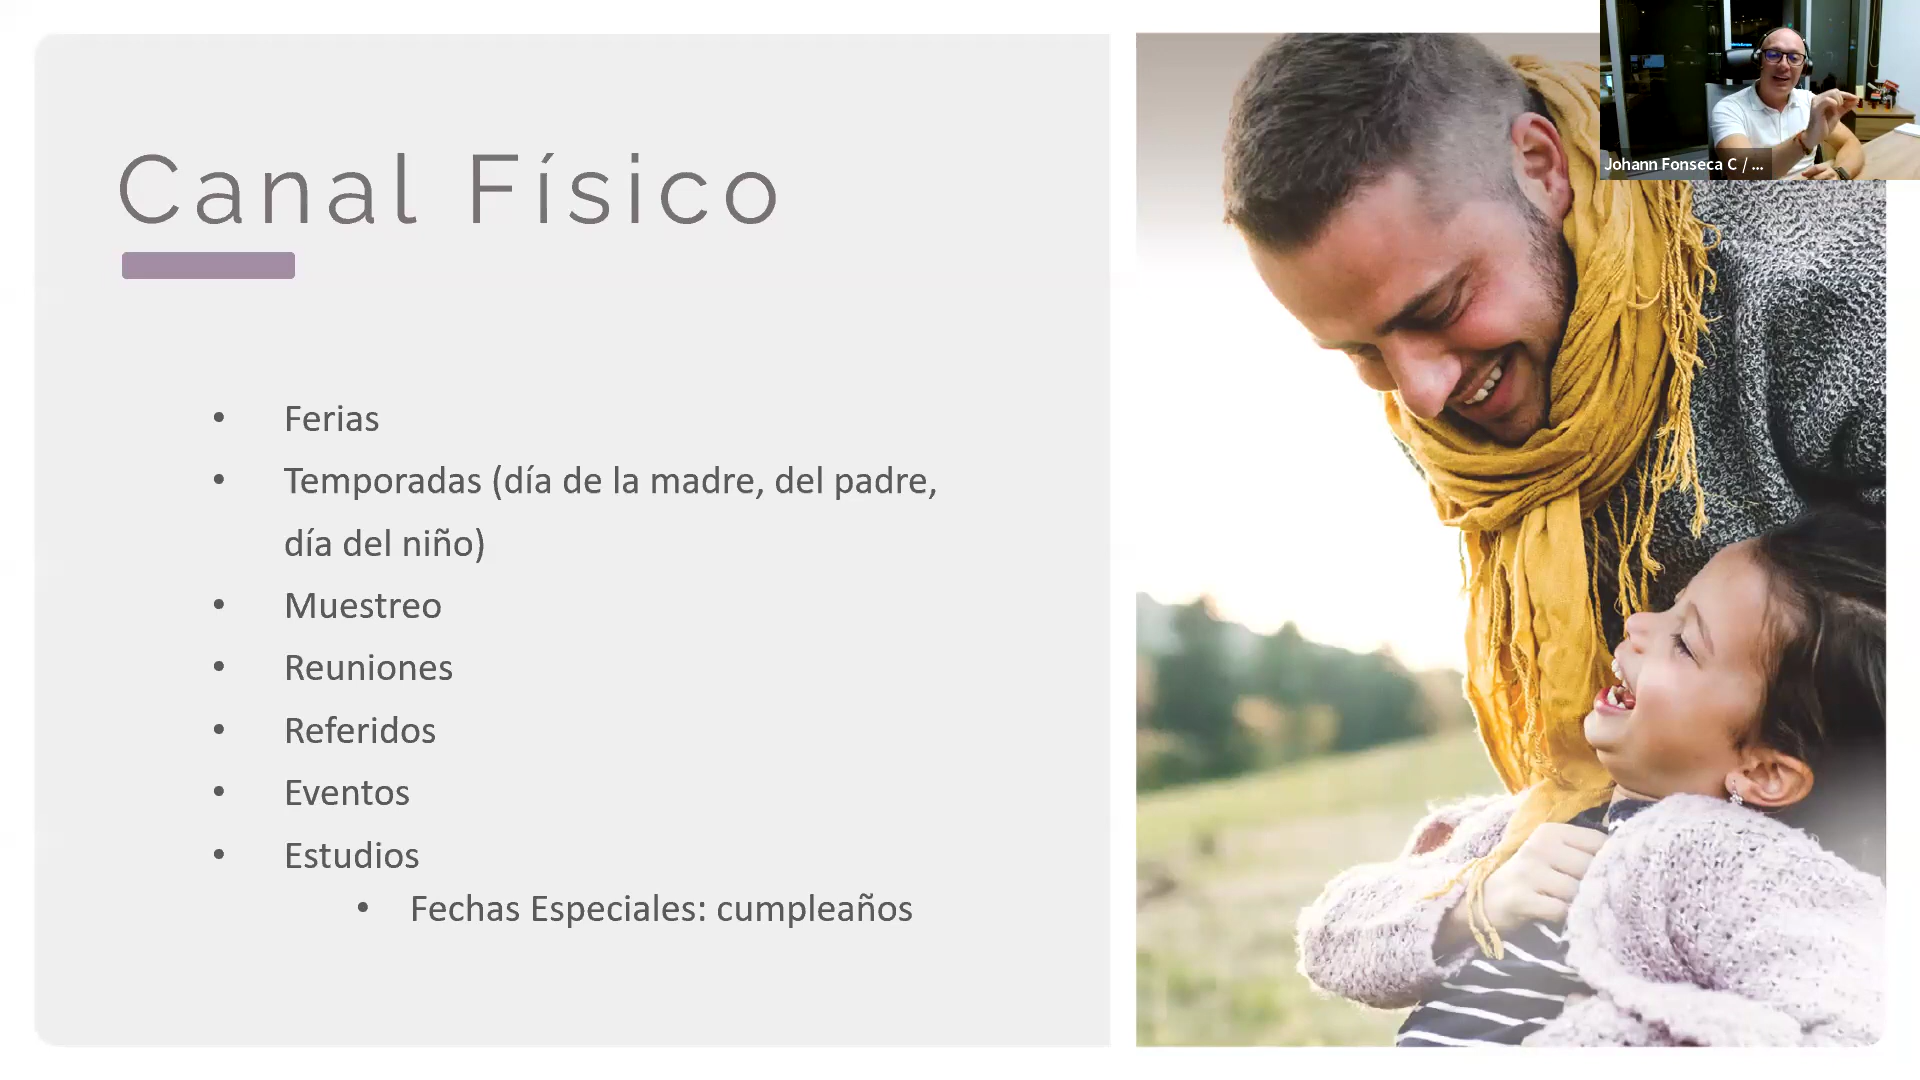 Canal Físico
Johann Fonseca C / ...
• Ferias
• Temporadas (día de la madre, del padre,
día del niño)
• Muestreo
• Reuniones
• Referidos
• Eventos
• Estudios
• Fechas Especiales: cumpleaños